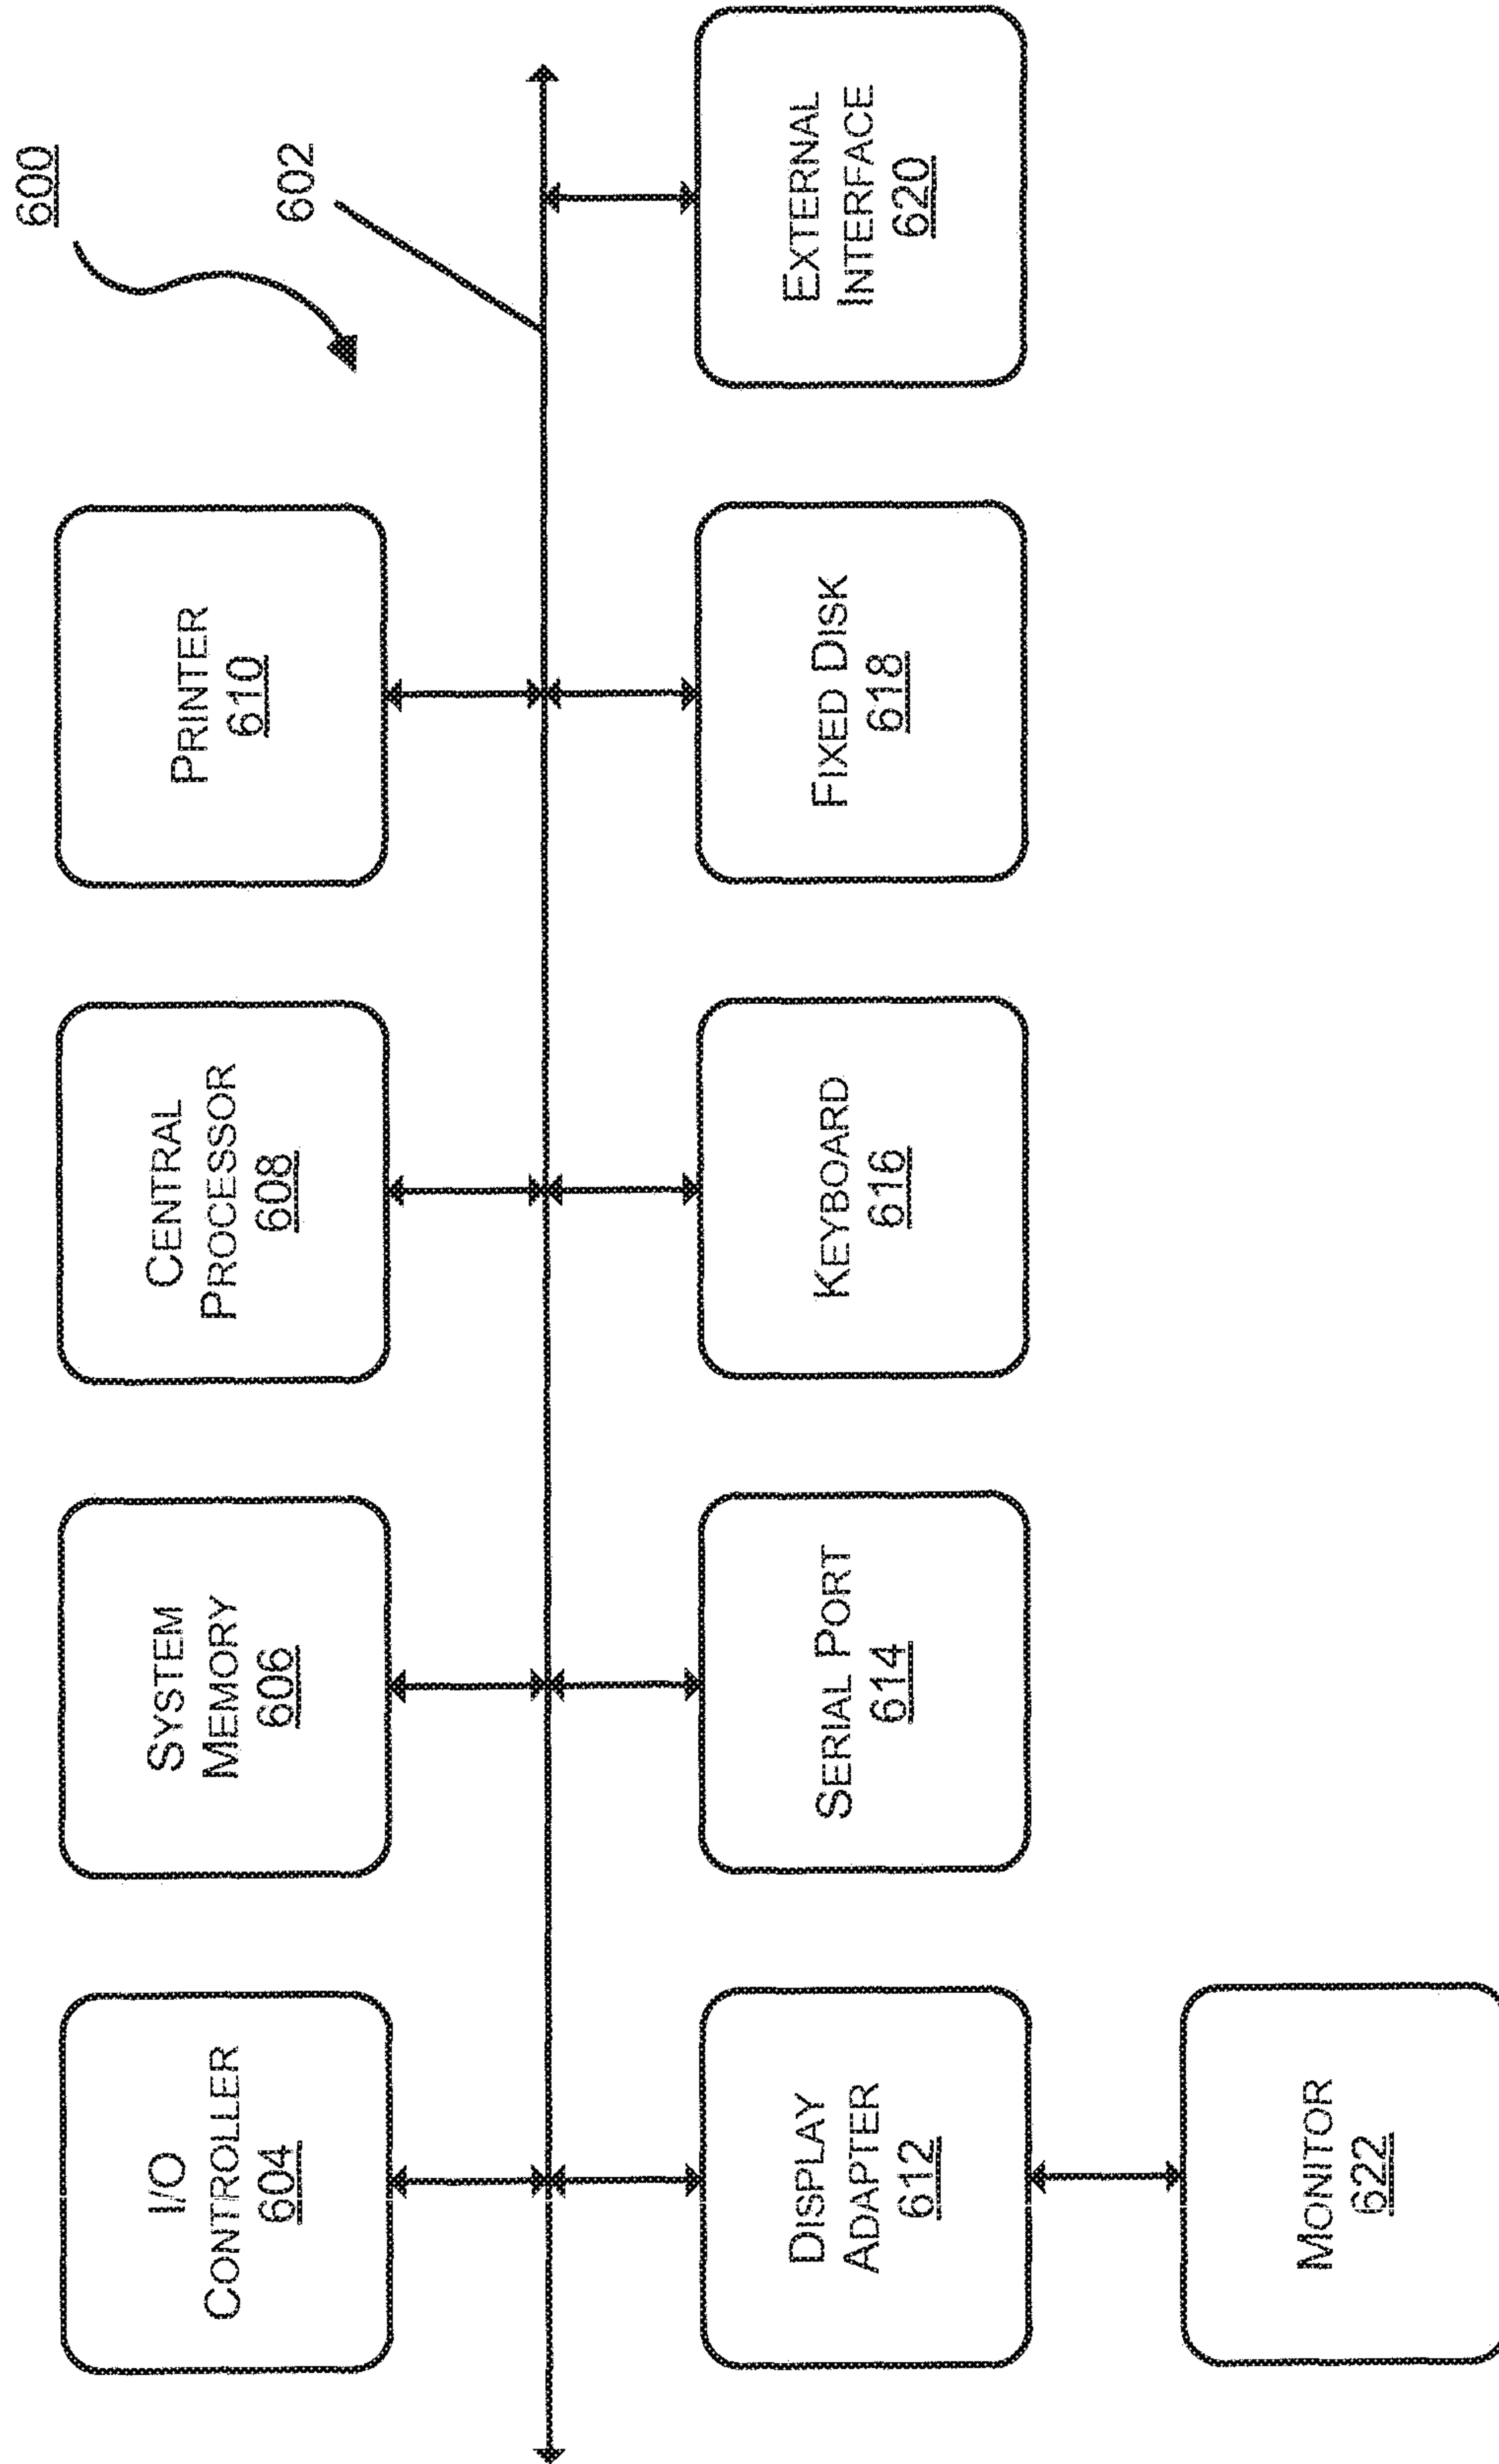 600
602
I/O
CONTROLLER
604
SYSTEM
MEMORY
606
CENTRAL
PROCESSOR
608
PRINTER
610
DISPLAY
ADAPTER
612
SERIAL PORT
614
KEYBOARD
616
FIXED DISK
618
EXTERNAL
INTERFACE
620
MONITOR
622